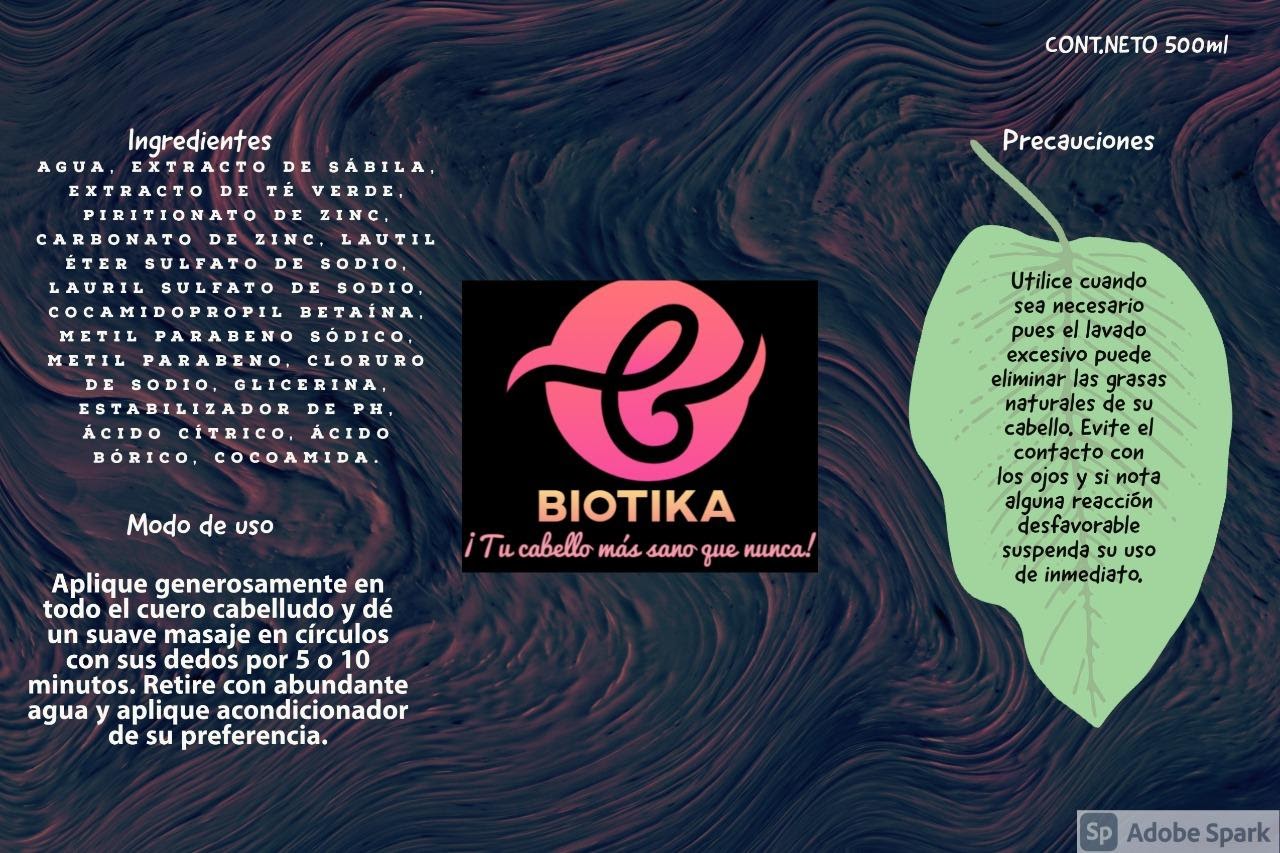 CONT.NETO 500ml
Ingredientes
AGUA, EXTRACTO DE SÁBILA,
EXTRACTO DE TÉ VERDE,
PIRITIONATO DE ZINC,
CARBONATO DE ZINC, LAUTIL
ÉTER SULFATO DE SODIO,
LAURIL SULFATO DE SODIO,
COCAMIDOPROPIL BETAÍNA,
METIL PARABENO SÓDICO,
METIL PARABENO, CLORURO
DE SODIO, GLICERINA,
ESTABILIZADOR DE PH,
ÁCIDO CÍTRICO, ÁCIDO
BÓRICO, COCOAMIDA.
Modo de uso
Aplique generosamente en
todo el cuero cabelludo y dé
un suave masaje en círculos
con sus dedos por 5 o 10
minutos. Retire con abundante
agua y aplique acondicionador
de su preferencia.
BIOTIKA
¡Tu cabello más sano que nunca!
Precauciones
Utilice cuando
sea necesario
pues el lavado
excesivo puede
eliminar las grasas
naturales de su
cabello. Evite el
contacto con
los ojos y si nota
alguna reacción
desfavorable
suspenda su uso
de inmediato.
Sp Adobe Spark